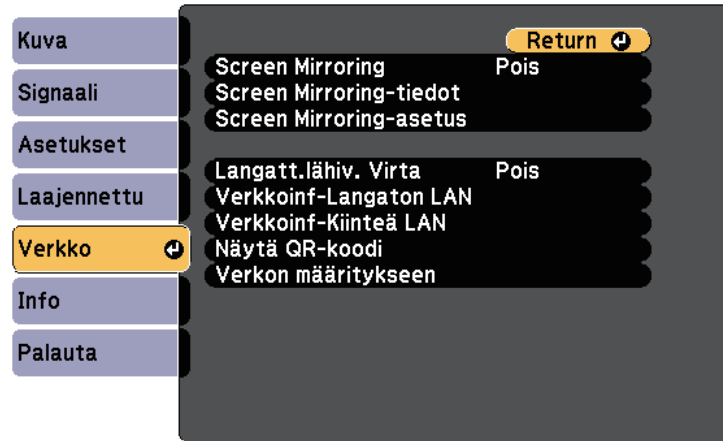 Kuva
Signaali
Asetukset
Laajennettu
Verkko
Info
Palauta
Return
Screen Mirroring Pois
Screen Mirroring-tiedot
Screen Mirroring-asetus
Langatt.lähiv. Virta Pois
Verkkoinf-Langaton LAN
Verkkoinf-Kiinteä LAN
Näytä QR-koodi
Verkon määritykseen